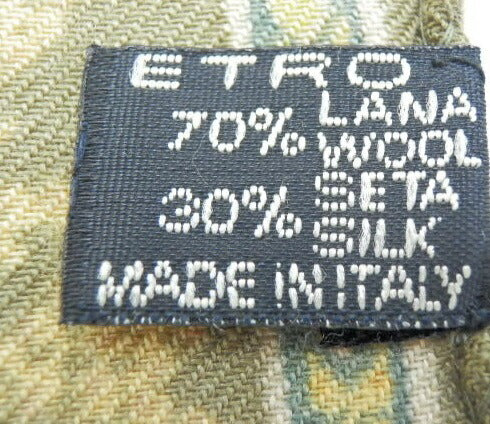 ETRO
70% LANA
WOOL
30% SETA
SILK
MADE IN ITALY